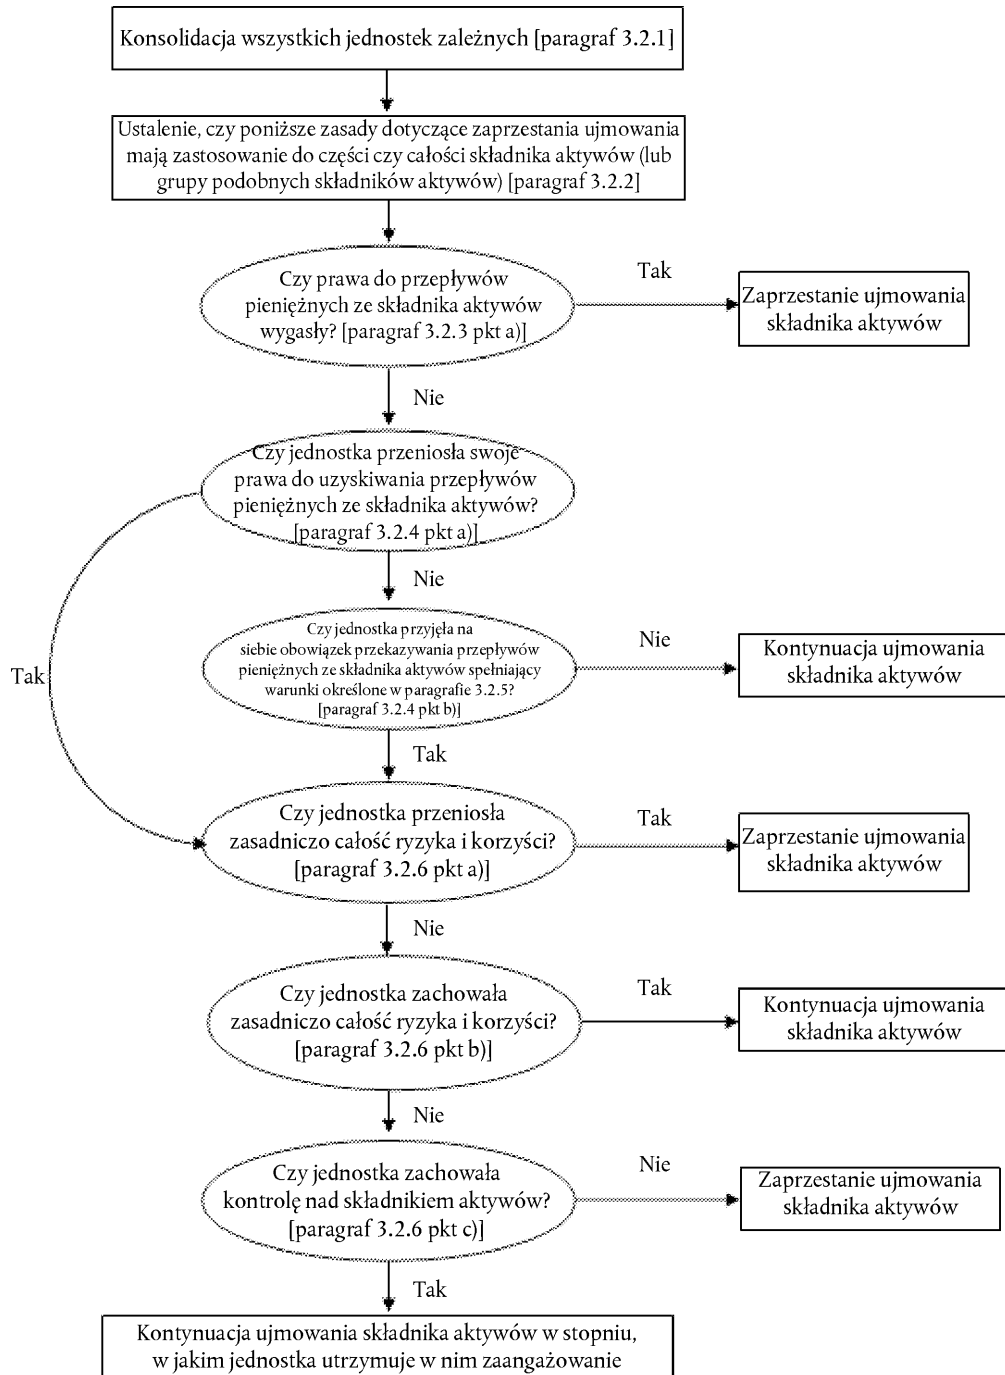 Konsolidacja wszystkich jednostek zależnych [paragraf 3.2.1]
Ustalenie, czy poniższe zasady dotyczące zaprzestania ujmowania
mają zastosowanie do części czy całości składnika aktywów (lub
grupy podobnych składników aktywów) [paragraf 3.2.2]
Czy prawa do przepływów
pieniężnych ze składnika aktywów
wygasły? [paragraf 3.2.3 pkt a)]
Tak
Zaprzestanie ujmowania
składnika aktywów
Nie
Czy jednostka przeniosła swoje
prawa do uzyskiwania przepływów
pieniężnych ze składnika aktywów?
[paragraf 3.2.4 pkt a)]
Nie
Tak
Czy jednostka przyjęła na
siebie obowiązek przekazywania przepływów
pieniężnych ze składnika aktywów spełniający
warunki określone w paragrafie 3.2.5?
[paragraf 3.2.4 pkt b)]
Nie
Kontynuacja ujmowania
składnika aktywów
Tak
Czy jednostka przeniosła
zasadniczo całość ryzyka i korzyści?
[paragraf 3.2.6 pkt a)]
Tak
Zaprzestanie ujmowania
składnika aktywów
Nie
Czy jednostka zachowała
zasadniczo całość ryzyka i korzyści?
[paragraf 3.2.6 pkt b)]
Tak
Kontynuacja ujmowania
składnika aktywów
Nie
Czy jednostka zachowała
kontrolę nad składnikiem aktywów?
[paragraf 3.2.6 pkt c)]
Nie
Zaprzestanie ujmowania
składnika aktywów
Tak
Kontynuacja ujmowania składnika aktywów w stopniu,
w jakim jednostka utrzymuje w nim zaangażowanie